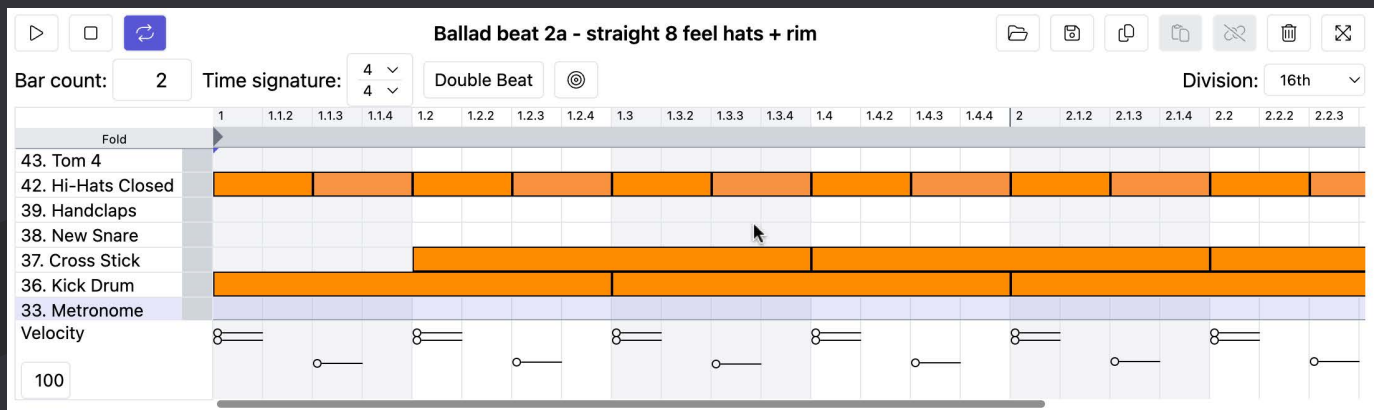 Ballad beat 2a - straight 8 feel hats + rim
Bar count: 2 Time signature: 4 4 Double Beat Division: 16th
1 1.1.2 1.1.3 1.1.4 1.2 1.2.2 1.2.3 1.2.4 1.3 1.3.2 1.3.3 1.3.4 1.4 1.4.2 1.4.3 1.4.4 2 2.1.2 2.1.3 2.1.4 2.2 2.2.2 2.2.3
Fold
43. Tom 4
42. Hi-Hats Closed
39. Handclaps
38. New Snare
37. Cross Stick
36. Kick Drum
33. Metronome
Velocity
100